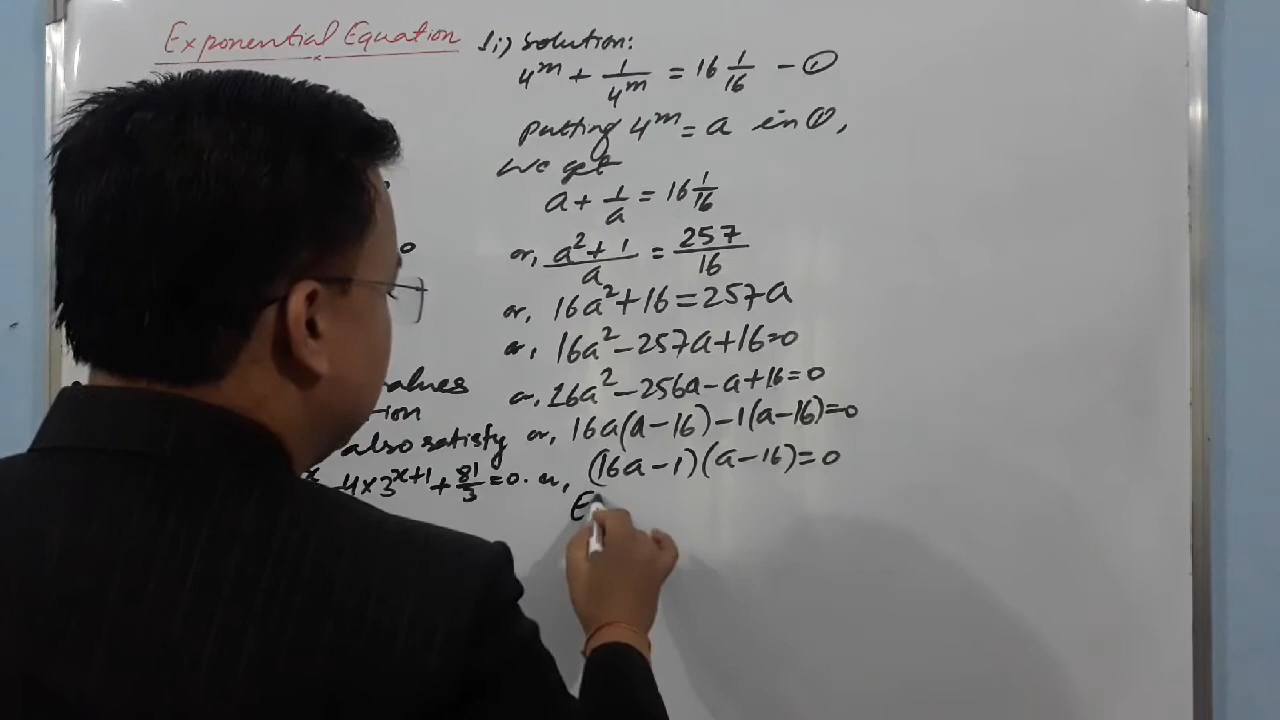 Exponential Equation
1.i) Solution:
4^m + 1/4^m = 16 1/16 - ①
Putting 4^m = a in ①,
we get
a + 1/a = 16 1/16
or, a² + 1 / a = 257/16
or, 16a² + 16 = 257a
or, 16a² - 257a + 16 = 0
or, 16a² - 256a - a + 16 = 0
or, 16a(a - 16) - 1(a - 16) = 0
or, (16a - 1)(a - 16) = 0
E
also satisfy
- 4 × 3^x+1 + 81/3 = 0.